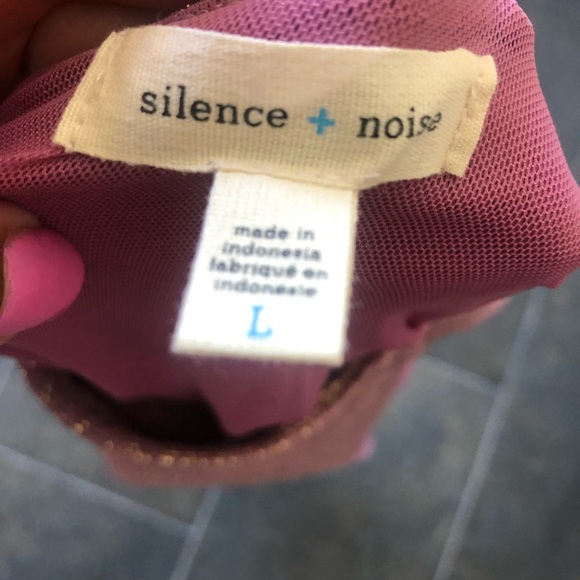 silence + noise
made in
indonesia
fabriqué en
indonésie
L